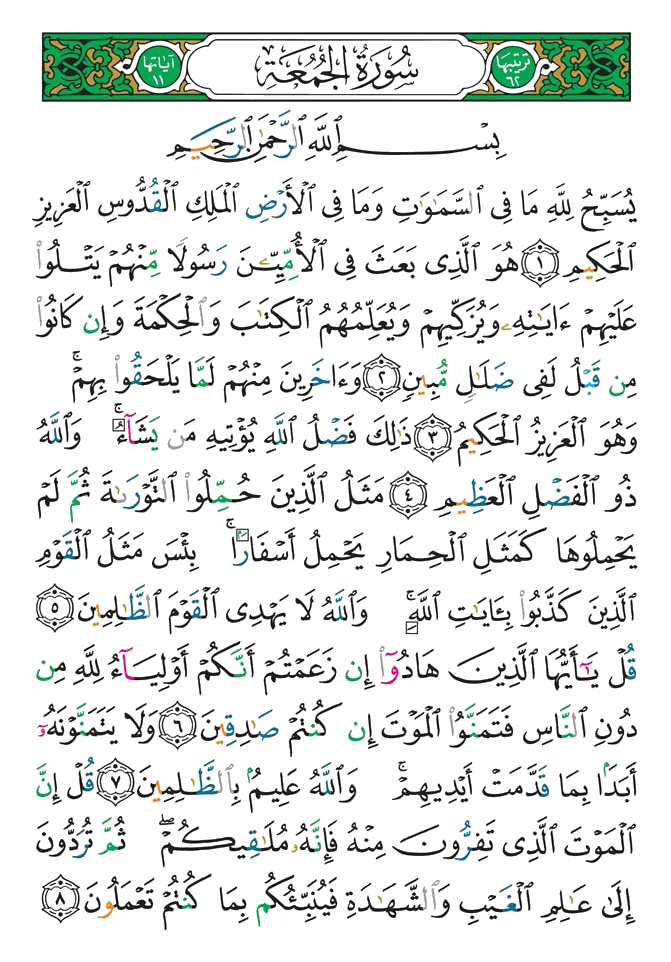 ترتيبها ٦٢ سُورَةُ الجُمُعَةِ آياتها ١١
بِسْمِ ٱللَّهِ ٱلرَّحْمَٰنِ ٱلرَّحِيمِ
يُسَبِّحُ لِلَّهِ مَا فِى ٱلسَّمَٰوَٰتِ وَمَا فِى ٱلْأَرْضِ ٱلْمَلِكِ ٱلْقُدُّوسِ ٱلْعَزِيزِ
ٱلْحَكِيمِ ١ هُوَ ٱلَّذِى بَعَثَ فِى ٱلْأُمِّيِّـۧنَ رَسُولًا مِّنْهُمْ يَتْلُوا۟
عَلَيْهِمْ ءَايَٰتِهِۦ وَيُزَكِّيهِمْ وَيُعَلِّمُهُمُ ٱلْكِتَٰبَ وَٱلْحِكْمَةَ وَإِن كَانُوا۟
مِن قَبْلُ لَفِى ضَلَٰلٍ مُّبِينٍ ٢ وَءَاخَرِينَ مِنْهُمْ لَمَّا يَلْحَقُوا۟ بِهِمْ ۚ
وَهُوَ ٱلْعَزِيزُ ٱلْحَكِيمُ ٣ ذَٰلِكَ فَضْلُ ٱللَّهِ يُؤْتِيهِ مَن يَشَآءُ ۚ وَٱللَّهُ
ذُو ٱلْفَضْلِ ٱلْعَظِيمِ ٤ مَثَلُ ٱلَّذِينَ حُمِّلُوا۟ ٱلتَّوْرَىٰةَ ثُمَّ لَمْ
يَحْمِلُوهَا كَمَثَلِ ٱلْحِمَارِ يَحْمِلُ أَسْفَارًۢا ۚ بِئْسَ مَثَلُ ٱلْقَوْمِ
ٱلَّذِينَ كَذَّبُوا۟ بِـَٔايَٰتِ ٱللَّهِ ۚ وَٱللَّهُ لَا يَهْدِى ٱلْقَوْمَ ٱلظَّٰلِمِينَ ٥
قُلْ يَٰٓأَيُّهَا ٱلَّذِينَ هَادُوٓا۟ إِن زَعَمْتُمْ أَنَّكُمْ أَوْلِيَآءُ لِلَّهِ مِن
دُونِ ٱلنَّاسِ فَتَمَنَّوُا۟ ٱلْمَوْتَ إِن كُنتُمْ صَٰدِقِينَ ٦ وَلَا يَتَمَنَّوْنَهُۥٓ
أَبَدًۢا بِمَا قَدَّمَتْ أَيْدِيهِمْ ۚ وَٱللَّهُ عَلِيمٌۢ بِٱلظَّٰلِمِينَ ٧ قُلْ إِنَّ
ٱلْمَوْتَ ٱلَّذِى تَفِرُّونَ مِنْهُ فَإِنَّهُۥ مُلَٰقِيكُمْ ۖ ثُمَّ تُرَدُّونَ
إِلَىٰ عَٰلِمِ ٱلْغَيْبِ وَٱلشَّهَٰدَةِ فَيُنَبِّئُكُم بِمَا كُنتُمْ تَعْمَلُونَ ٨